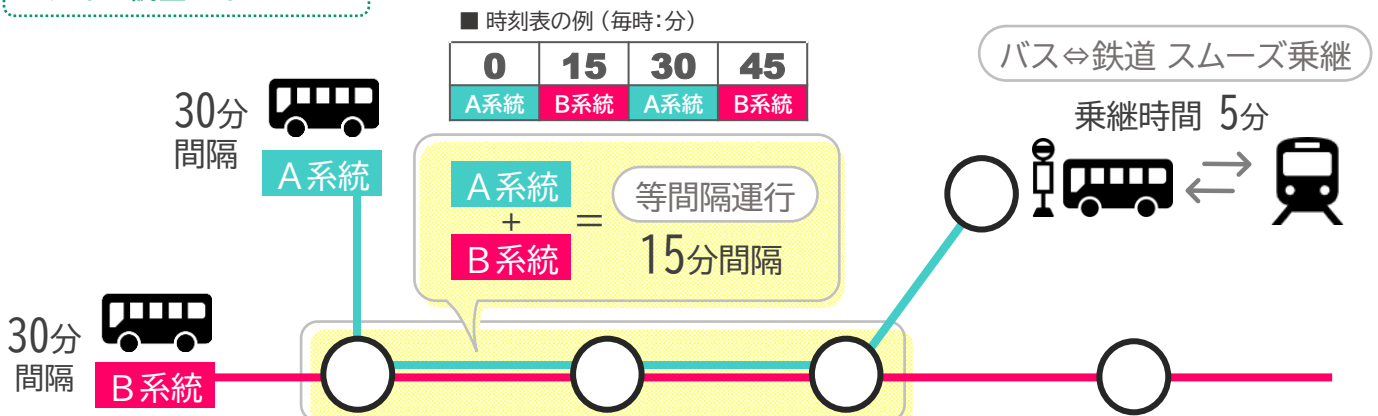 ■ 時刻表の例（毎時：分）
0 15 30 45
A系統 B系統 A系統 B系統
バス⇔鉄道 スムーズ乗継
乗継時間 5分
30分
間隔
A系統
A系統
+
B系統
=
等間隔運行
15分間隔
30分
間隔
B系統